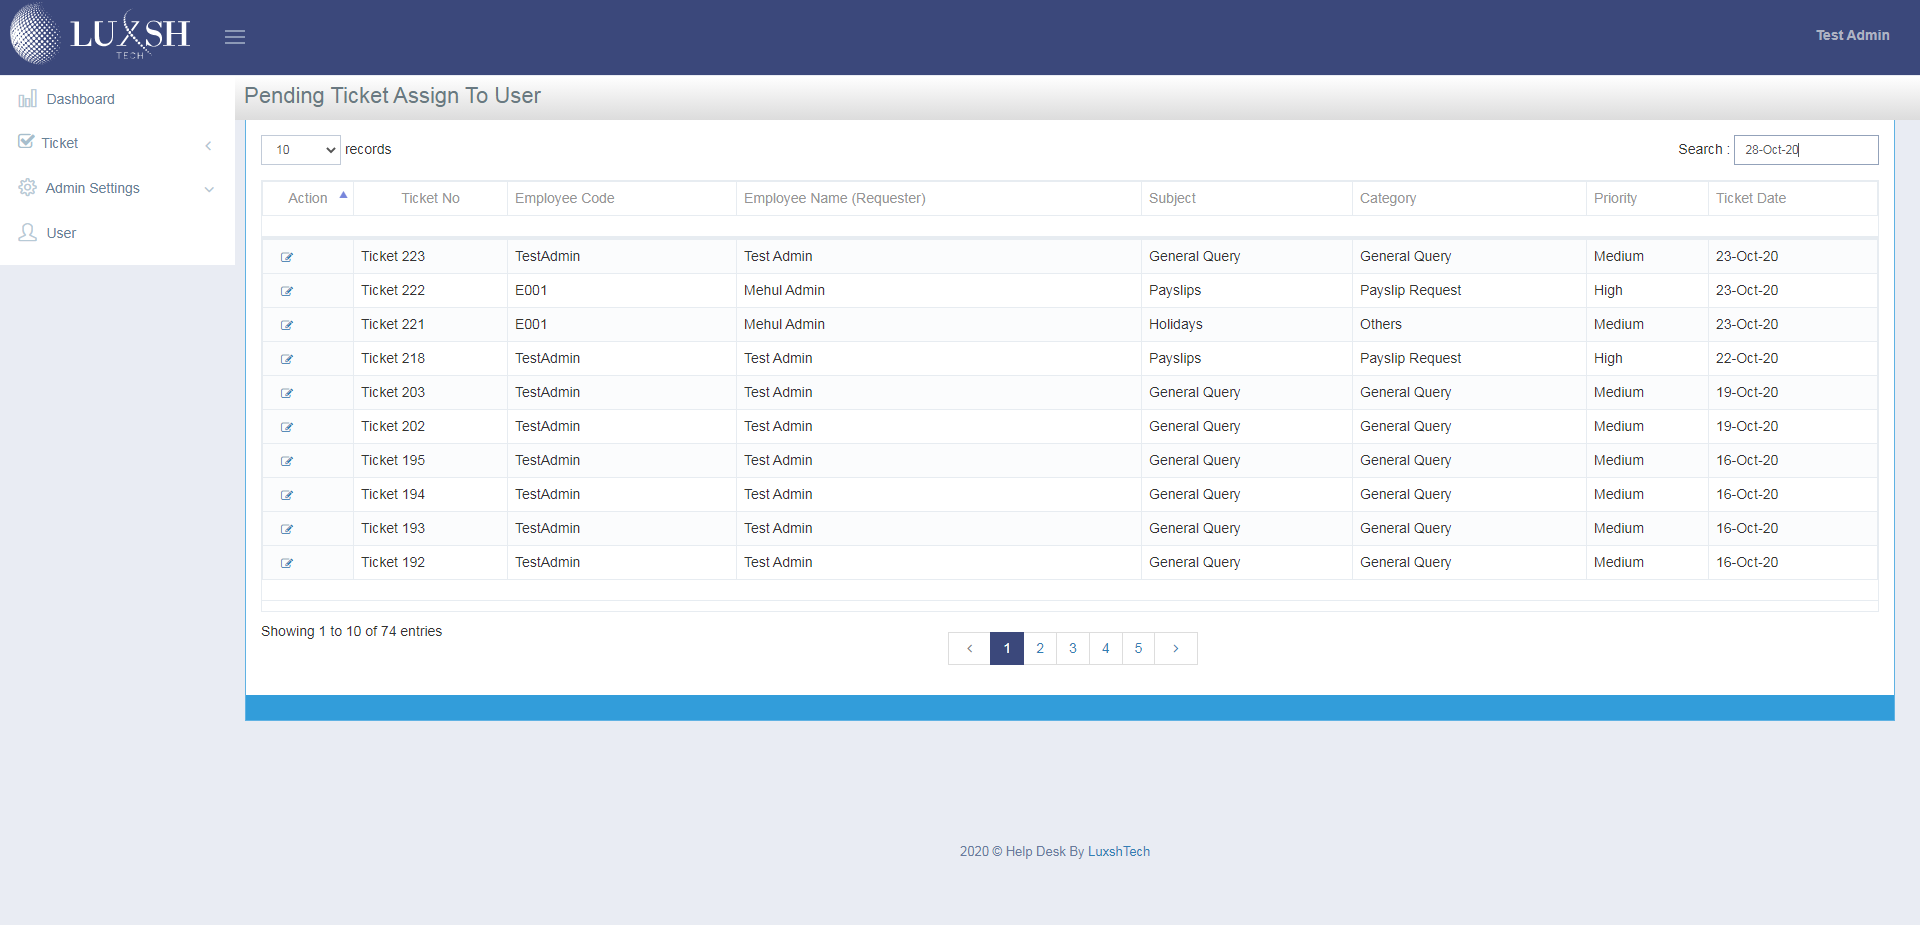 LUXSH
TECH
Test Admin
Dashboard
Ticket
Admin Settings
User
Pending Ticket Assign To User
10 records
Search : 28-Oct-20
Action Ticket No Employee Code Employee Name (Requester) Subject Category Priority Ticket Date
Ticket 223 TestAdmin Test Admin General Query General Query Medium 23-Oct-20
Ticket 222 E001 Mehul Admin Payslips Payslip Request High 23-Oct-20
Ticket 221 E001 Mehul Admin Holidays Others Medium 23-Oct-20
Ticket 218 TestAdmin Test Admin Payslips Payslip Request High 22-Oct-20
Ticket 203 TestAdmin Test Admin General Query General Query Medium 19-Oct-20
Ticket 202 TestAdmin Test Admin General Query General Query Medium 19-Oct-20
Ticket 195 TestAdmin Test Admin General Query General Query Medium 16-Oct-20
Ticket 194 TestAdmin Test Admin General Query General Query Medium 16-Oct-20
Ticket 193 TestAdmin Test Admin General Query General Query Medium 16-Oct-20
Ticket 192 TestAdmin Test Admin General Query General Query Medium 16-Oct-20
Showing 1 to 10 of 74 entries
1 2 3 4 5
2020 © Help Desk By LuxshTech